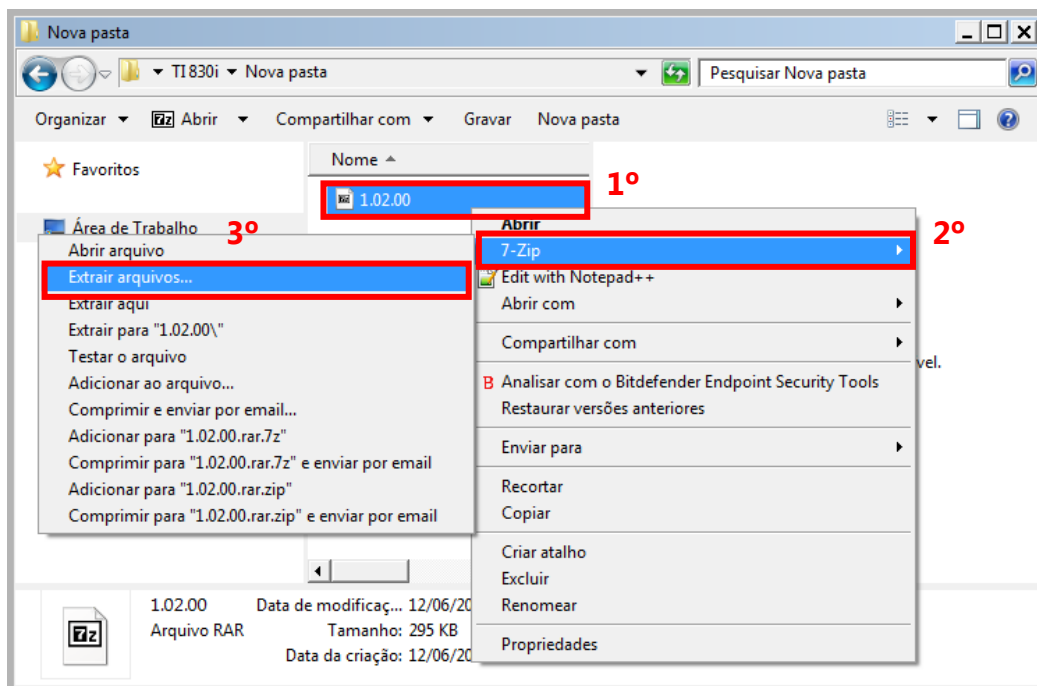 Nova pasta
TI 830i Nova pasta
Pesquisar Nova pasta
Organizar
7z Abrir
Compartilhar com
Gravar
Nova pasta
Favoritos
Área de Trabalho
Nome
1.02.00
1º
2º
3º
Abrir
7-Zip
Edit with Notepad++
Abrir com
Compartilhar com
B Analisar com o Bitdefender Endpoint Security Tools
Restaurar versões anteriores
Enviar para
Recortar
Copiar
Criar atalho
Excluir
Renomear
Propriedades
Abrir arquivo
Extrair arquivos...
Extrair aqui
Extrair para "1.02.00\"
Testar o arquivo
Adicionar ao arquivo...
Comprimir e enviar por email...
Adicionar para "1.02.00.rar.7z"
Comprimir para "1.02.00.rar.7z" e enviar por email
Adicionar para "1.02.00.rar.zip"
Comprimir para "1.02.00.rar.zip" e enviar por email
vel.
7z
1.02.00 Data de modificaç... 12/06/20
Arquivo RAR Tamanho: 295 KB
Data da criação: 12/06/20